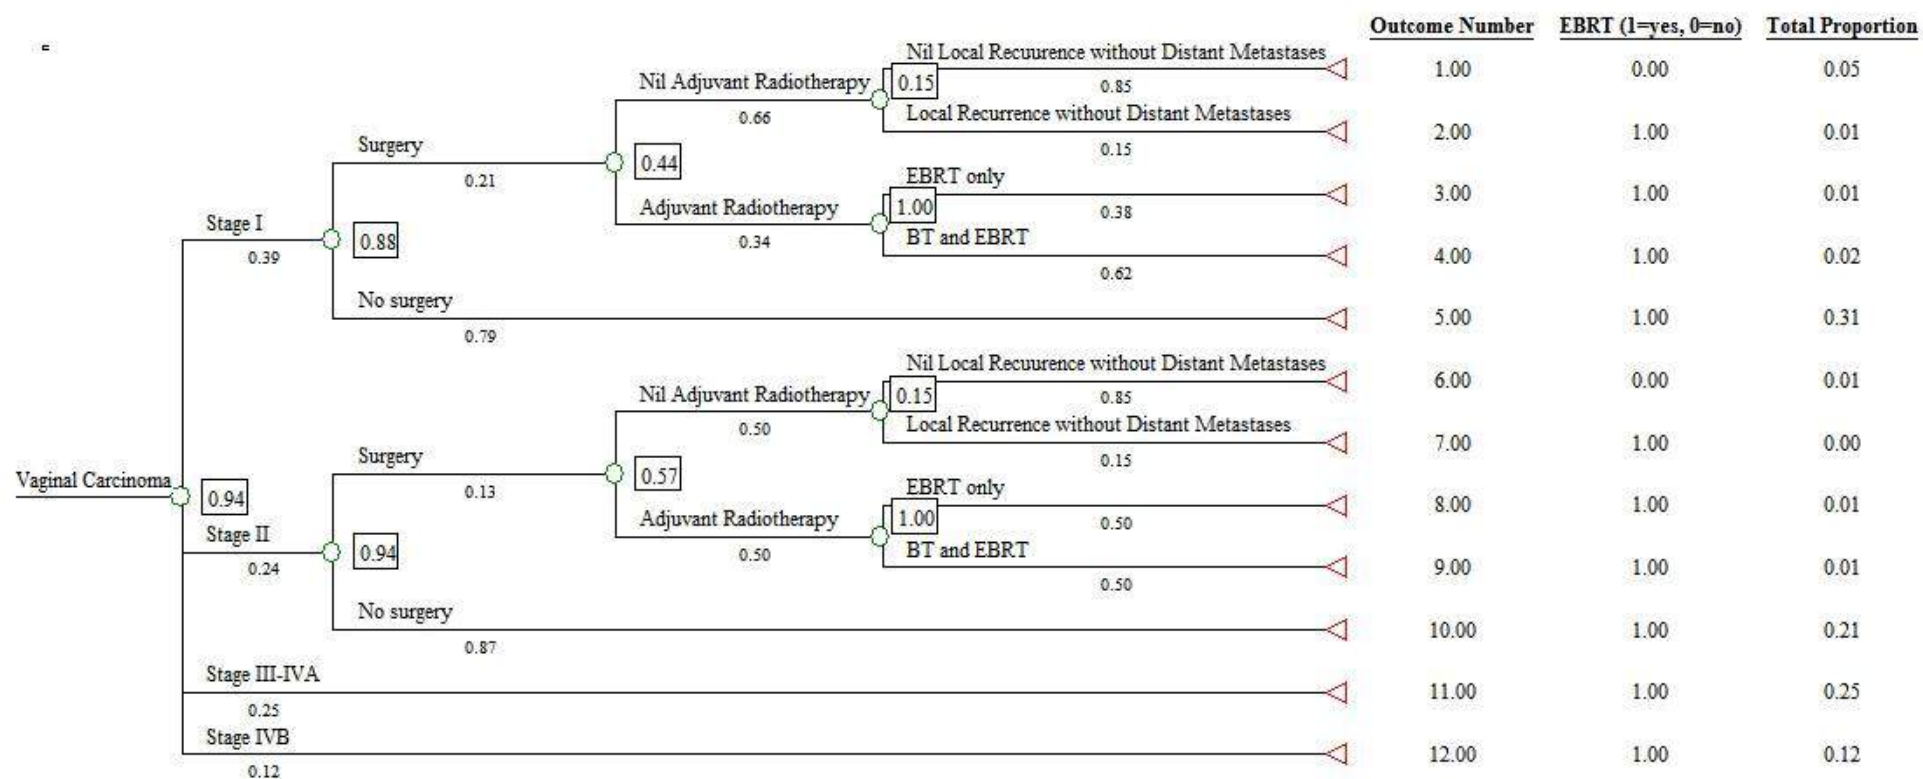 Outcome Number EBRT (1=yes, 0=no) Total Proportion
Nil Local Recuurence without Distant Metastases
0.15 0.85 1.00 0.00 0.05
Nil Adjuvant Radiotherapy
0.66
Local Recurrence without Distant Metastases
0.15 2.00 1.00 0.01
Surgery
0.21
0.44
EBRT only
1.00 0.38 3.00 1.00 0.01
Adjuvant Radiotherapy
0.34
BT and EBRT
0.62 4.00 1.00 0.02
Stage I
0.39
0.88
No surgery
0.79 5.00 1.00 0.31
Nil Local Recuurence without Distant Metastases
0.15 0.85 6.00 0.00 0.01
Nil Adjuvant Radiotherapy
0.50
Local Recurrence without Distant Metastases
0.15 7.00 1.00 0.00
Surgery
0.13
0.57
Vaginal Carcinoma
0.94
EBRT only
1.00 0.50 8.00 1.00 0.01
Adjuvant Radiotherapy
0.50
BT and EBRT
0.50 9.00 1.00 0.01
Stage II
0.24
0.94
No surgery
0.87 10.00 1.00 0.21
Stage III-IVA
0.25 11.00 1.00 0.25
Stage IVB
0.12 12.00 1.00 0.12